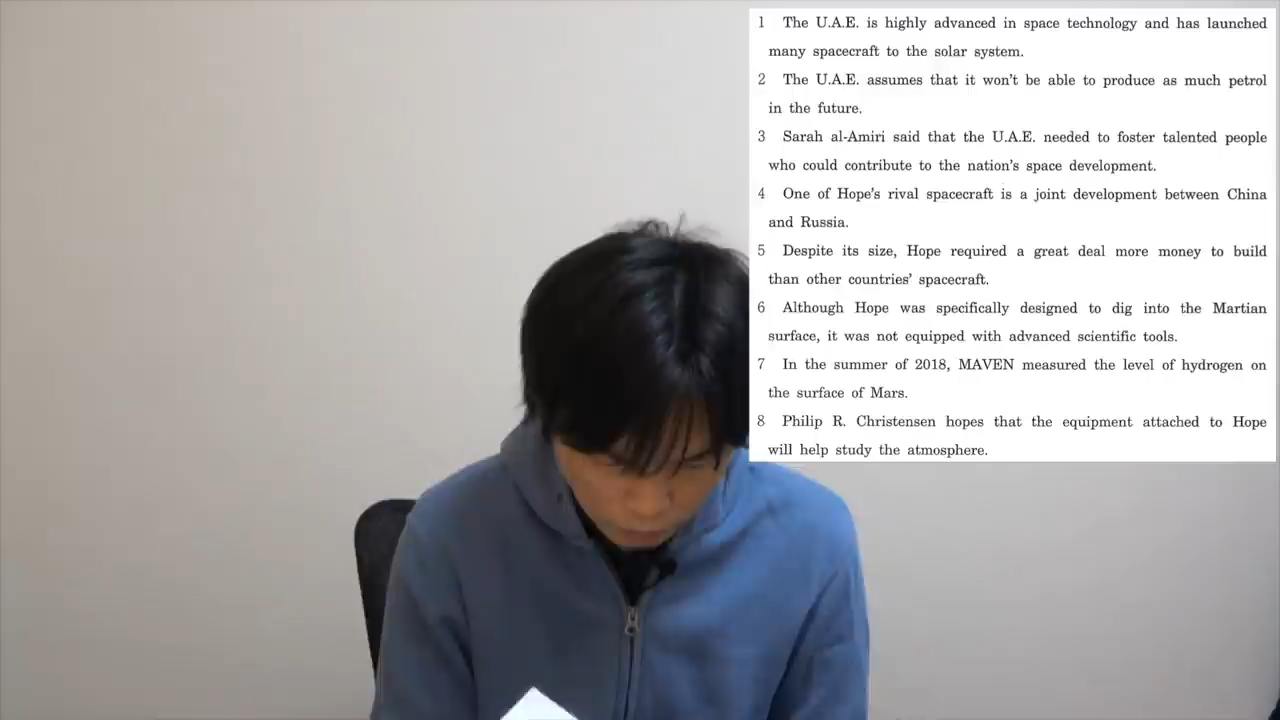 1 The U.A.E. is highly advanced in space technology and has launched
many spacecraft to the solar system.
2 The U.A.E. assumes that it won't be able to produce as much petrol
in the future.
3 Sarah al-Amiri said that the U.A.E. needed to foster talented people
who could contribute to the nation's space development.
4 One of Hope's rival spacecraft is a joint development between China
and Russia.
5 Despite its size, Hope required a great deal more money to build
than other countries' spacecraft.
6 Although Hope was specifically designed to dig into the Martian
surface, it was not equipped with advanced scientific tools.
7 In the summer of 2018, MAVEN measured the level of hydrogen on
the surface of Mars.
8 Philip R. Christensen hopes that the equipment attached to Hope
will help study the atmosphere.